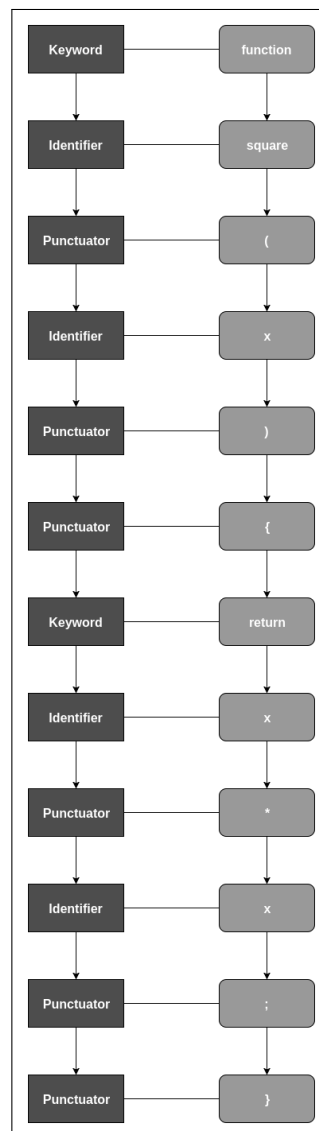 Keyword function
Identifier square
Punctuator (
Identifier x
Punctuator )
Punctuator {
Keyword return
Identifier x
Punctuator *
Identifier x
Punctuator ;
Punctuator }